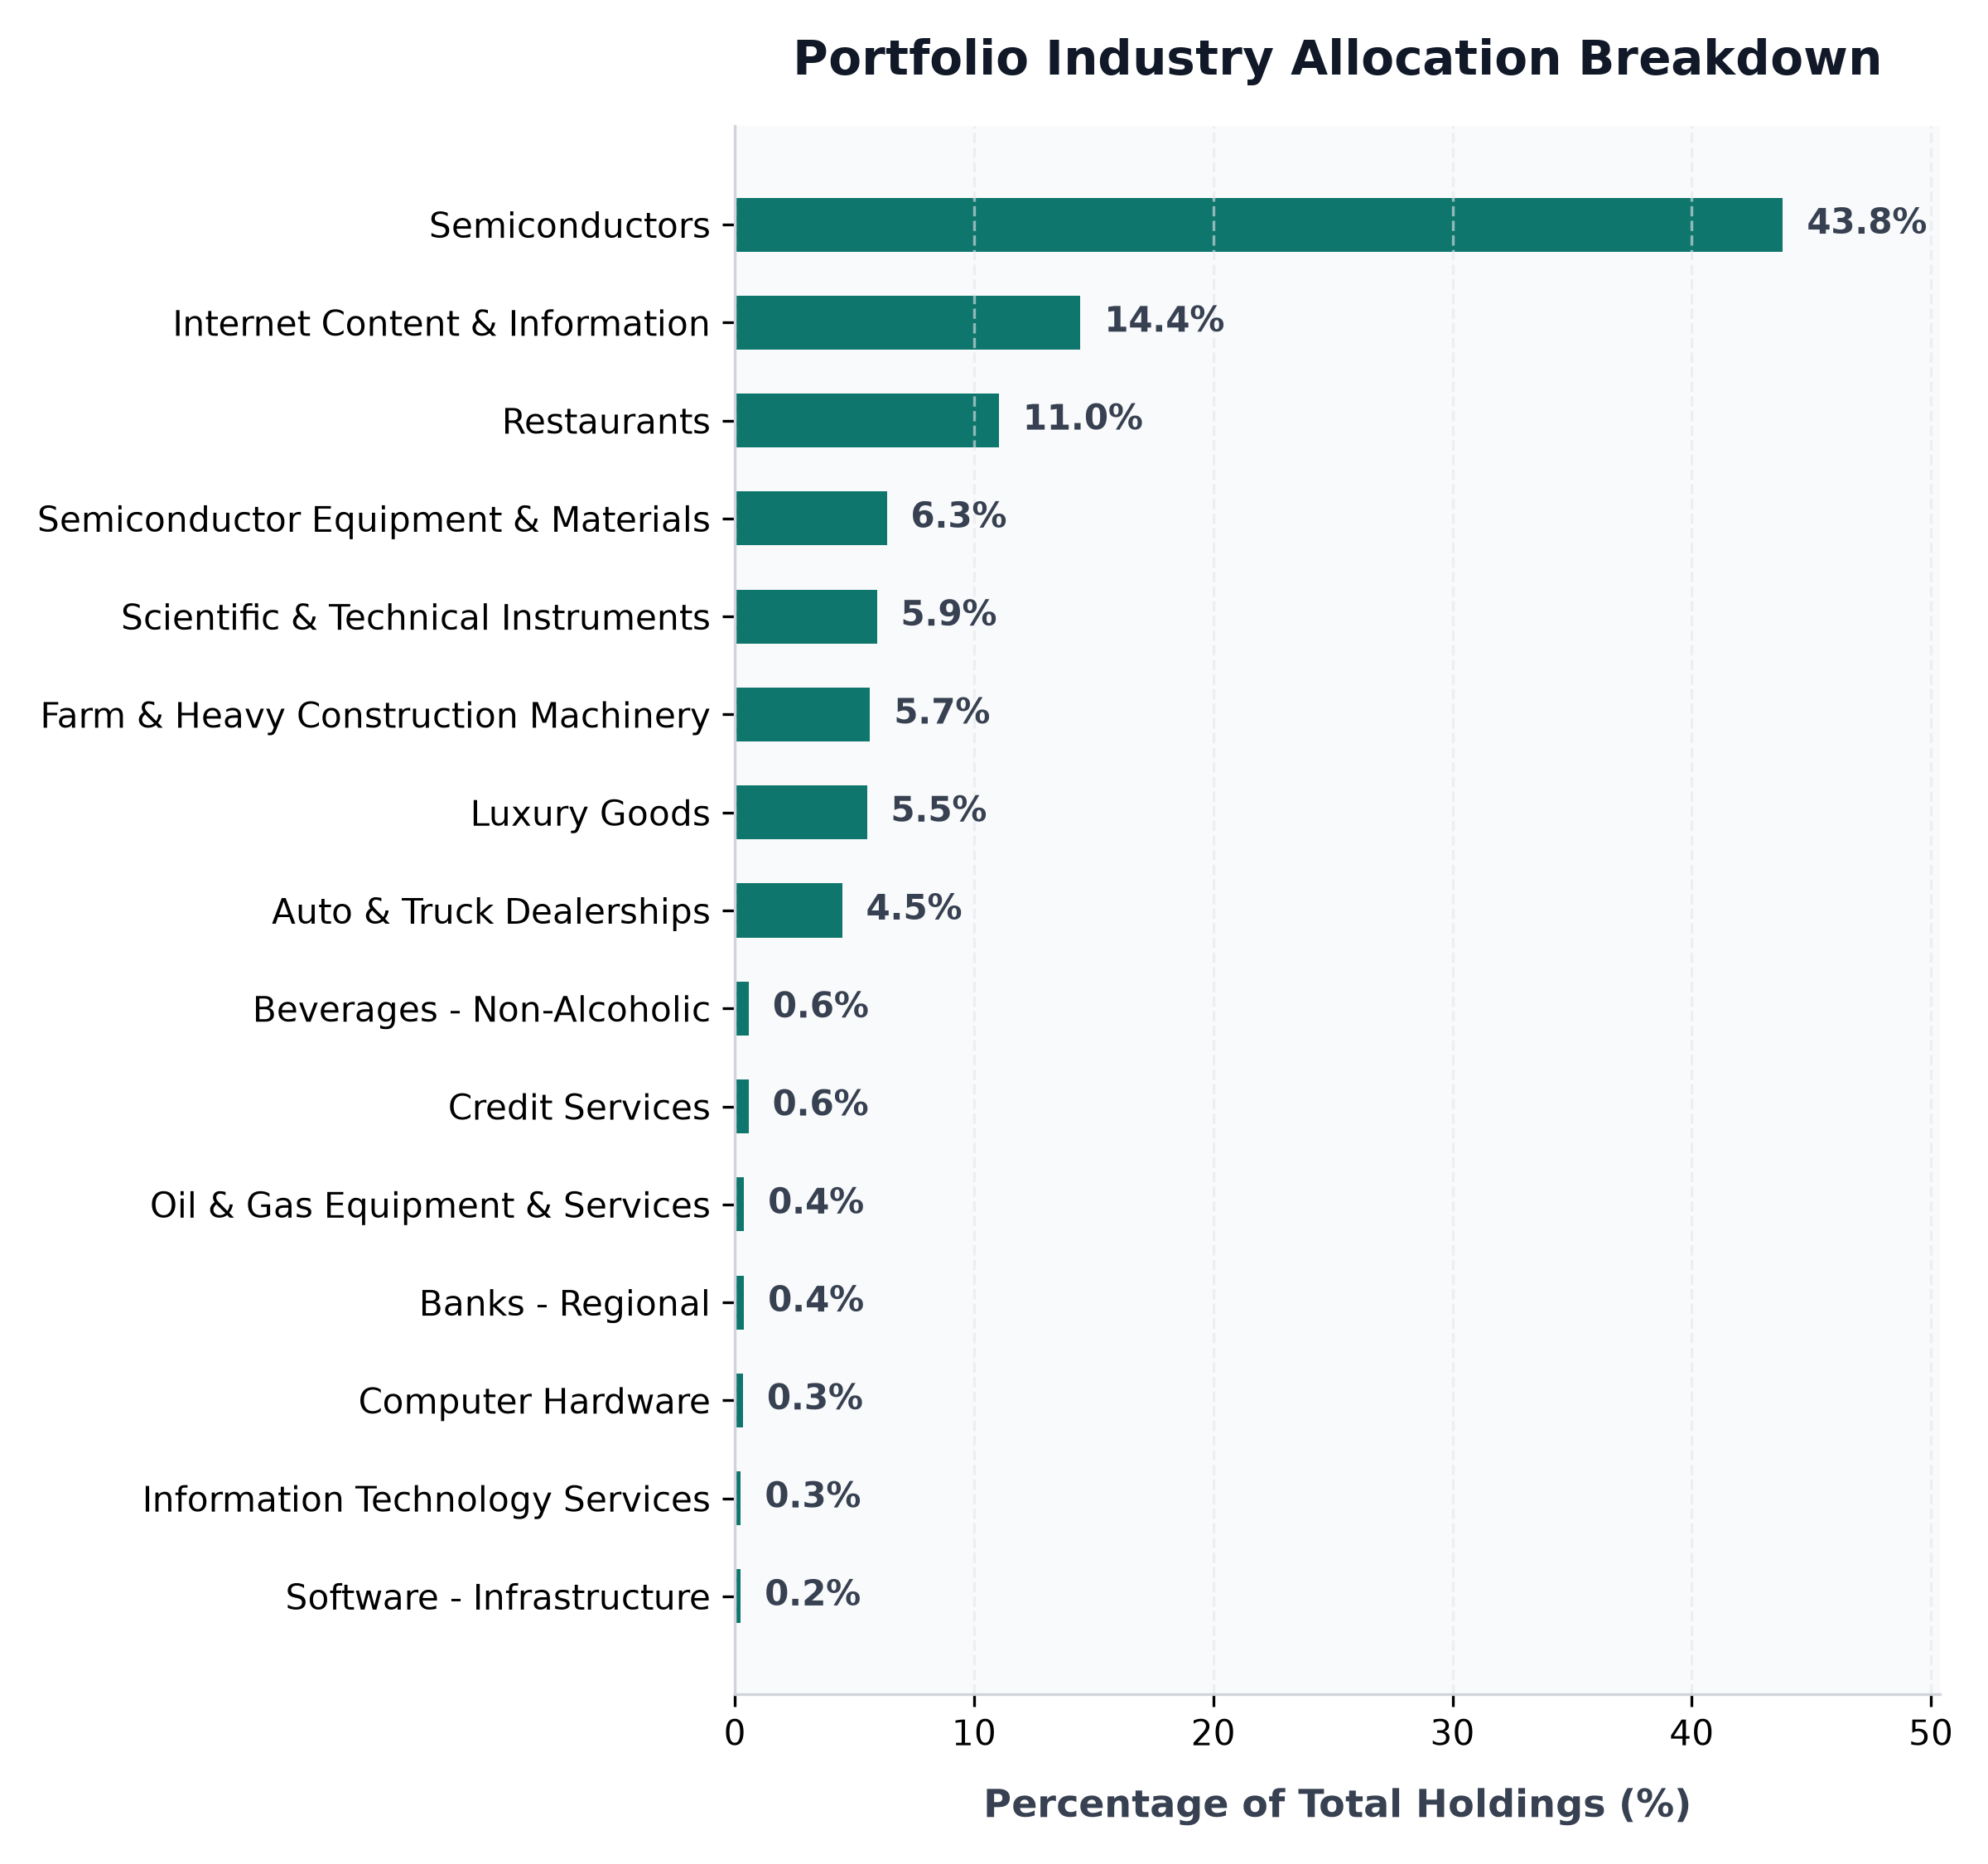 Portfolio Industry Allocation Breakdown
Semiconductors 43.8%
Internet Content & Information 14.4%
Restaurants 11.0%
Semiconductor Equipment & Materials 6.3%
Scientific & Technical Instruments 5.9%
Farm & Heavy Construction Machinery 5.7%
Luxury Goods 5.5%
Auto & Truck Dealerships 4.5%
Beverages - Non-Alcoholic 0.6%
Credit Services 0.6%
Oil & Gas Equipment & Services 0.4%
Banks - Regional 0.4%
Computer Hardware 0.3%
Information Technology Services 0.3%
Software - Infrastructure 0.2%
0 10 20 30 40 50
Percentage of Total Holdings (%)